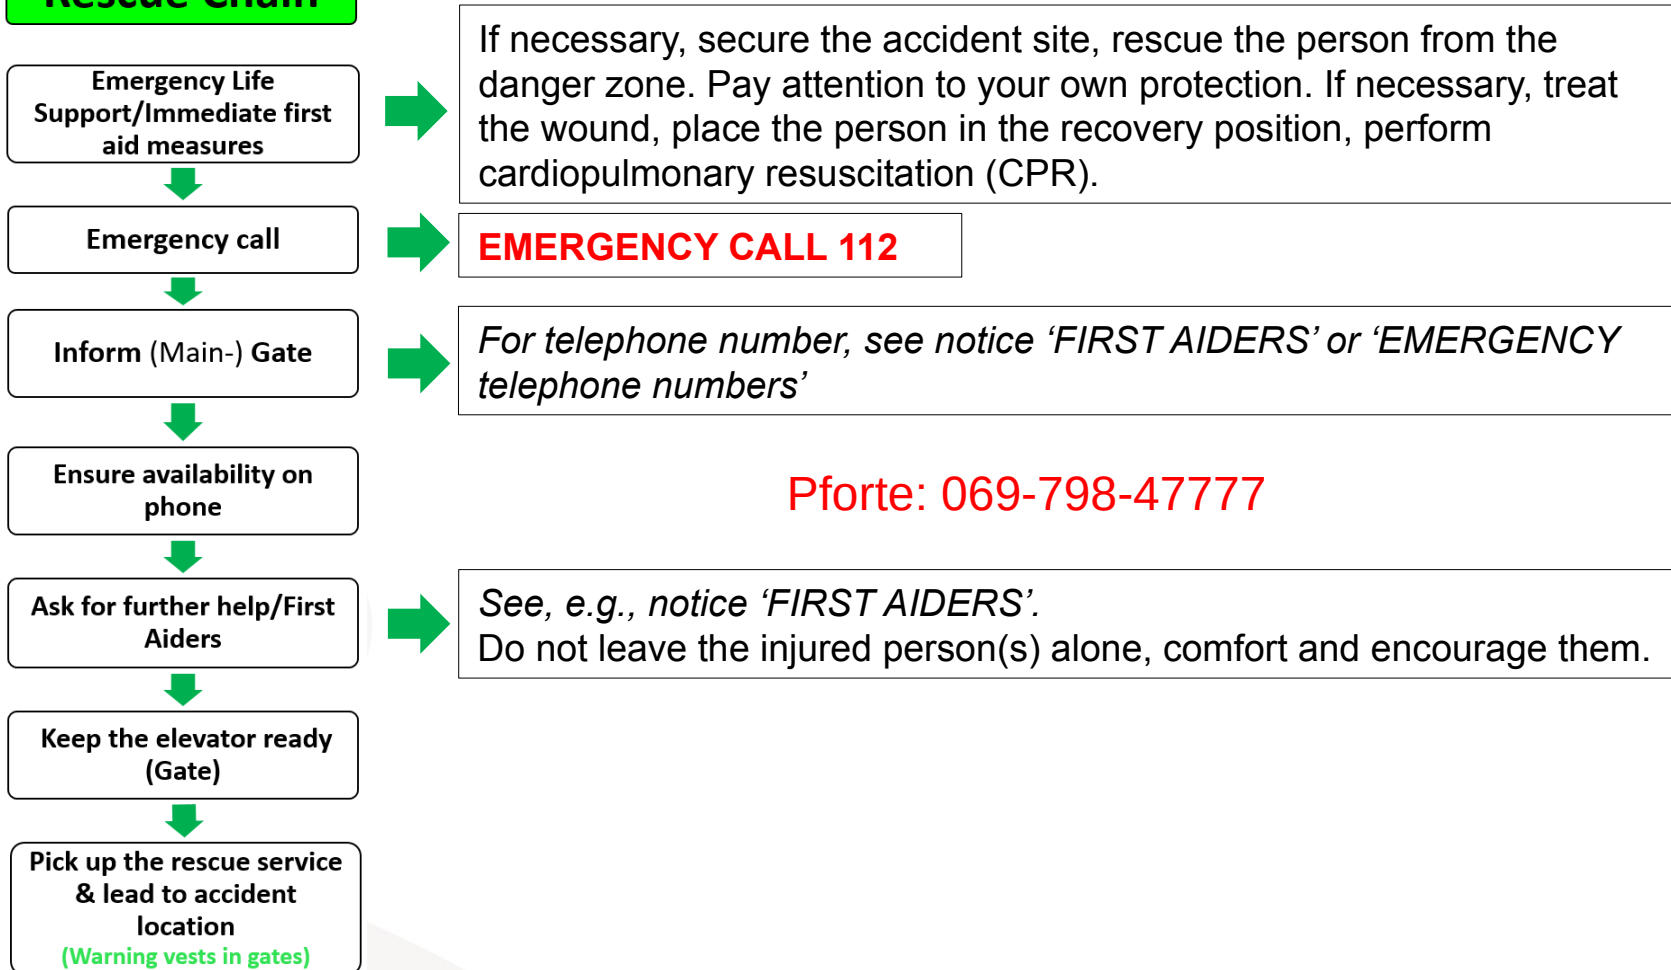 Rescue Chain
Emergency Life
Support/Immediate first
aid measures
If necessary, secure the accident site, rescue the person from the
danger zone. Pay attention to your own protection. If necessary, treat
the wound, place the person in the recovery position, perform
cardiopulmonary resuscitation (CPR).
Emergency call
EMERGENCY CALL 112
Inform (Main-) Gate
For telephone number, see notice ‘FIRST AIDERS’ or ‘EMERGENCY
telephone numbers’
Ensure availability on
phone
Pforte: 069-798-47777
Ask for further help/First
Aiders
See, e.g., notice ‘FIRST AIDERS’.
Do not leave the injured person(s) alone, comfort and encourage them.
Keep the elevator ready
(Gate)
Pick up the rescue service
& lead to accident
location
(Warning vests in gates)